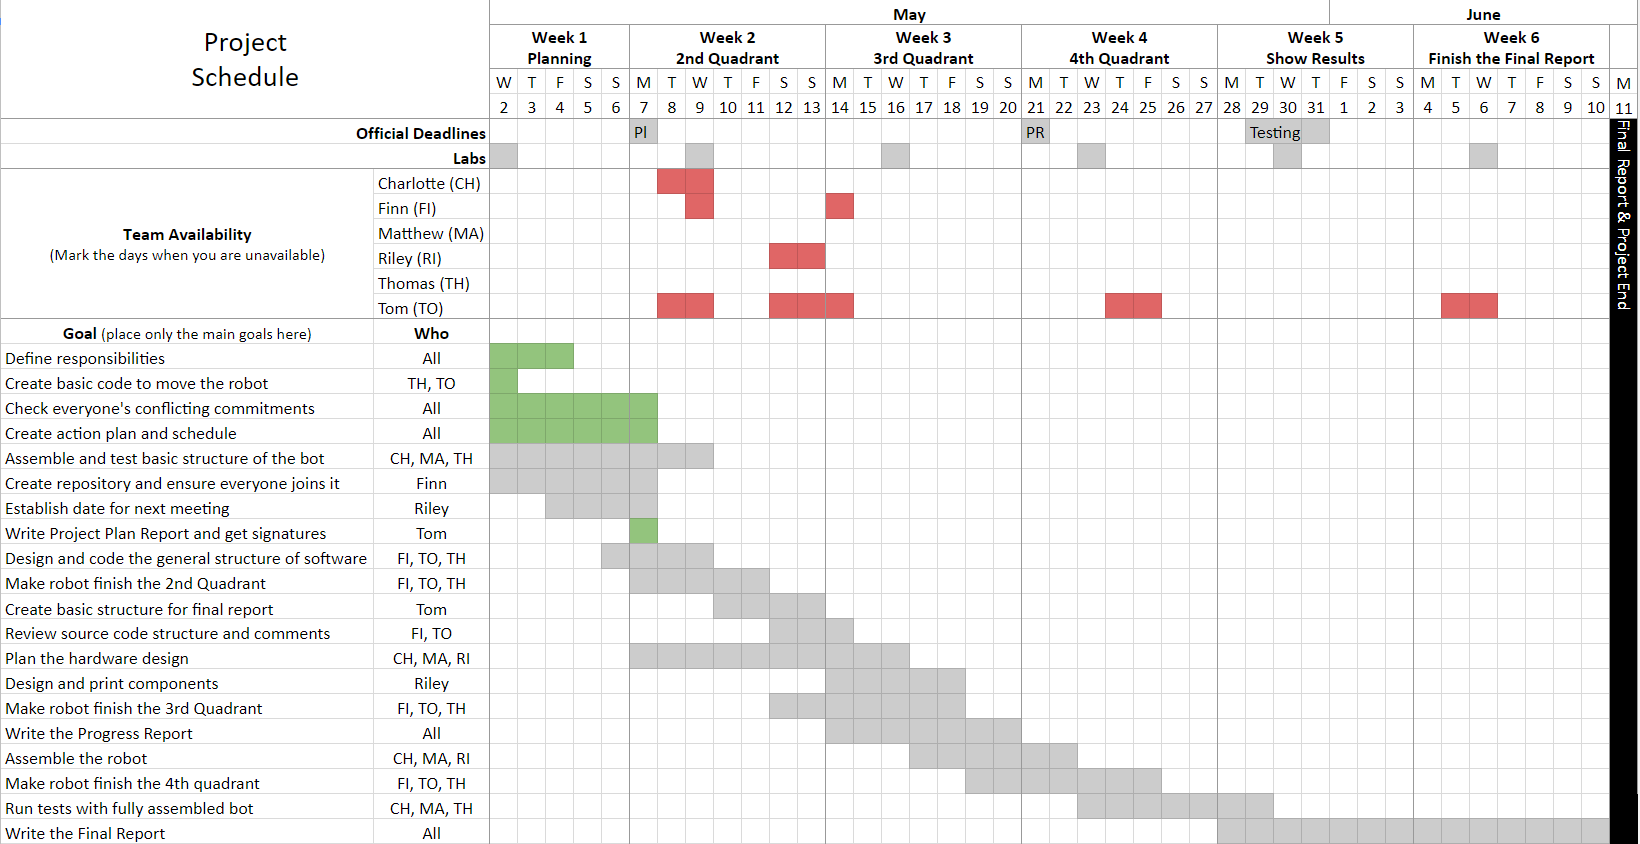 Project
Schedule
May
June
Week 1
Planning
Week 2
2nd Quadrant
Week 3
3rd Quadrant
Week 4
4th Quadrant
Week 5
Show Results
Week 6
Finish the Final Report
W T F S S M T W T F S S M T W T F S S M T W T F S S M T W T F S S M T W T F S S M
2 3 4 5 6 7 8 9 10 11 12 13 14 15 16 17 18 19 20 21 22 23 24 25 26 27 28 29 30 31 1 2 3 4 5 6 7 8 9 10 11
Official Deadlines Pl PR Testing
Labs
Final Report & Project End
Team Availability
(Mark the days when you are unavailable)
Charlotte (CH)
Finn (FI)
Matthew (MA)
Riley (RI)
Thomas (TH)
Tom (TO)
Goal (place only the main goals here) Who
Define responsibilities All
Create basic code to move the robot TH, TO
Check everyone's conflicting commitments All
Create action plan and schedule All
Assemble and test basic structure of the bot CH, MA, TH
Create repository and ensure everyone joins it Finn
Establish date for next meeting Riley
Write Project Plan Report and get signatures Tom
Design and code the general structure of software FI, TO, TH
Make robot finish the 2nd Quadrant FI, TO, TH
Create basic structure for final report Tom
Review source code structure and comments FI, TO
Plan the hardware design CH, MA, RI
Design and print components Riley
Make robot finish the 3rd Quadrant FI, TO, TH
Write the Progress Report All
Assemble the robot CH, MA, RI
Make robot finish the 4th quadrant FI, TO, TH
Run tests with fully assembled bot CH, MA, TH
Write the Final Report All